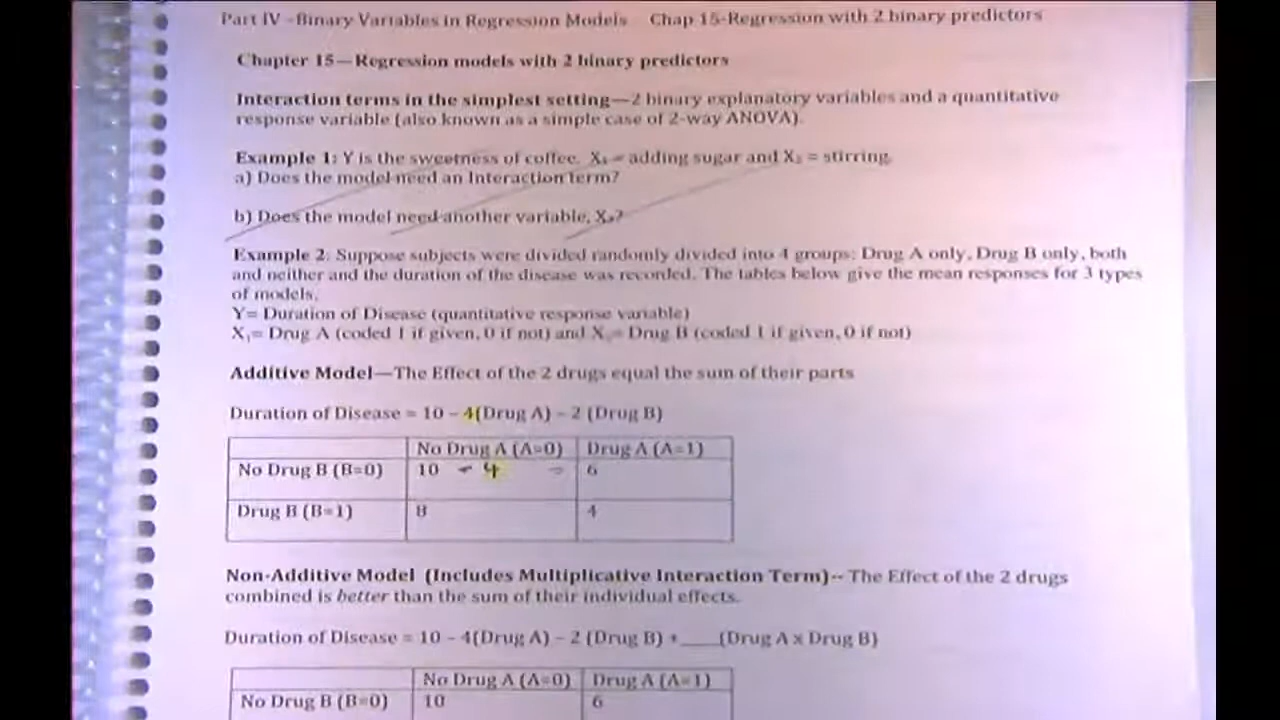 Part IV –Binary Variables in Regression Models Chap 15-Regression with 2 binary predictors
Chapter 15—Regression models with 2 binary predictors
Interaction terms in the simplest setting—2 binary explanatory variables and a quantitative
response variable (also known as a simple case of 2-way ANOVA).
Example 1: Y is the sweetness of coffee. X₁ = adding sugar and X₂ = stirring.
a) Does the model need an Interaction term?
b) Does the model need another variable, X₃?
Example 2: Suppose subjects were divided randomly divided into 4 groups: Drug A only, Drug B only, both
and neither and the duration of the disease was recorded. The tables below give the mean responses for 3 types
of models.
Y= Duration of Disease (quantitative response variable)
X₁= Drug A (coded 1 if given, 0 if not) and X₂= Drug B (coded 1 if given, 0 if not)
Additive Model—The Effect of the 2 drugs equal the sum of their parts
Duration of Disease = 10 – 4(Drug A) – 2 (Drug B)
No Drug A (A=0) Drug A (A=1)
No Drug B (B=0) 10 - 4 = 6
Drug B (B=1) 8 4
Non-Additive Model (Includes Multiplicative Interaction Term)-- The Effect of the 2 drugs
combined is better than the sum of their individual effects.
Duration of Disease = 10 – 4(Drug A) – 2 (Drug B) + ___(Drug A x Drug B)
No Drug A (A=0) Drug A (A=1)
No Drug B (B=0) 10 6